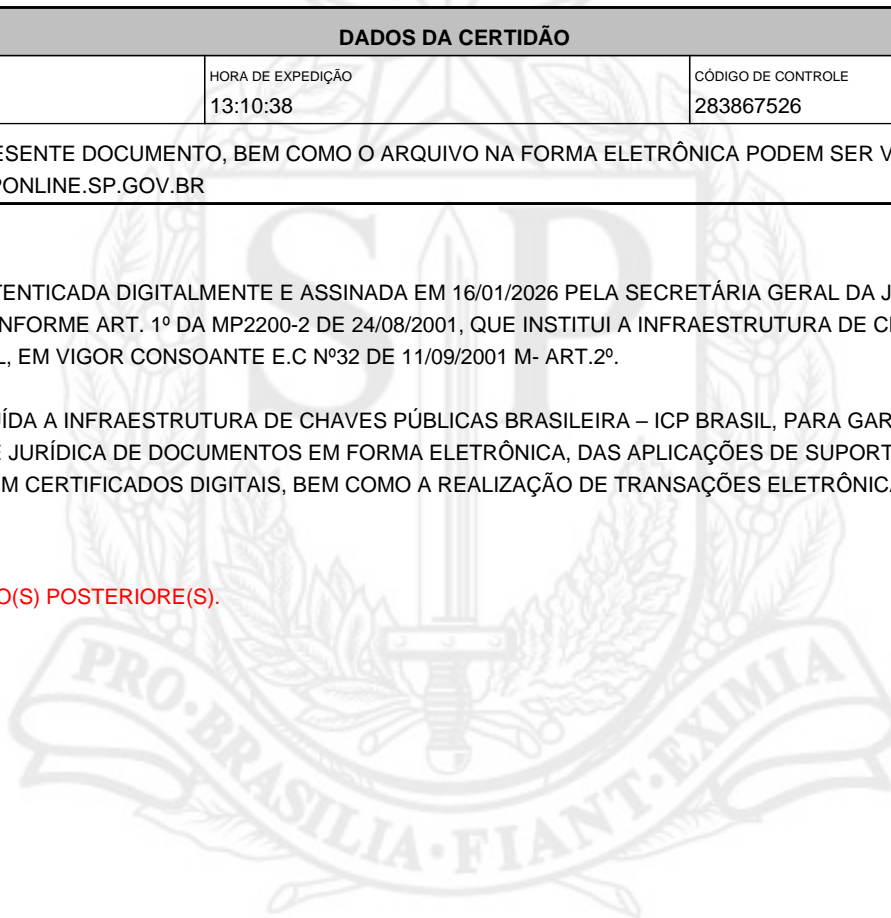 DADOS DA CERTIDÃO
HORA DE EXPEDIÇÃO CÓDIGO DE CONTROLE
13:10:38 283867526
ESENTE DOCUMENTO, BEM COMO O ARQUIVO NA FORMA ELETRÔNICA PODEM SER V
PONLINE.SP.GOV.BR
TENTICADA DIGITALMENTE E ASSINADA EM 16/01/2026 PELA SECRETÁRIA GERAL DA J
NFORME ART. 1º DA MP2200-2 DE 24/08/2001, QUE INSTITUI A INFRAESTRUTURA DE C
L, EM VIGOR CONSOANTE E.C Nº32 DE 11/09/2001 M- ART.2º.
UÍDA A INFRAESTRUTURA DE CHAVES PÚBLICAS BRASILEIRA – ICP BRASIL, PARA GAR
E JURÍDICA DE DOCUMENTOS EM FORMA ELETRÔNICA, DAS APLICAÇÕES DE SUPORT
M CERTIFICADOS DIGITAIS, BEM COMO A REALIZAÇÃO DE TRANSAÇÕES ELETRÔNICA
O(S) POSTERIORE(S).
SP
PRO·BRASILIA·FIANT·EXIMIA